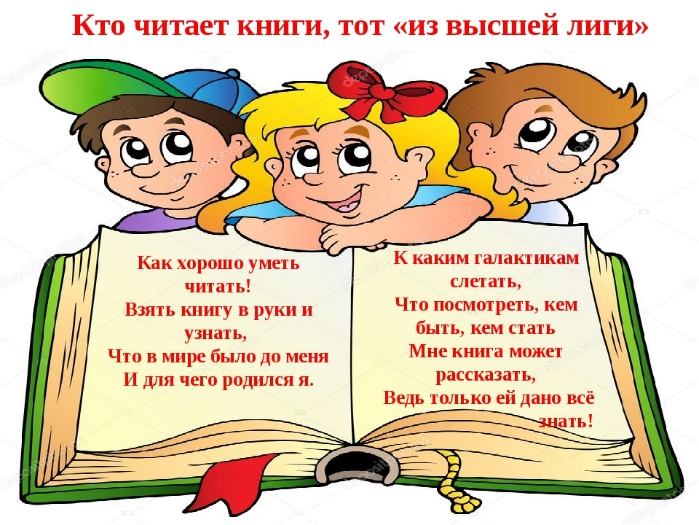 Кто читает книги, тот «из высшей лиги»
Как хорошо уметь
читать!
Взять книгу в руки и
узнать,
Что в мире было до меня
И для чего родился я.
К каким галактикам
слетать,
Что посмотреть, кем
быть, кем стать
Мне книга может
рассказать,
Ведь только ей дано всё
знать!